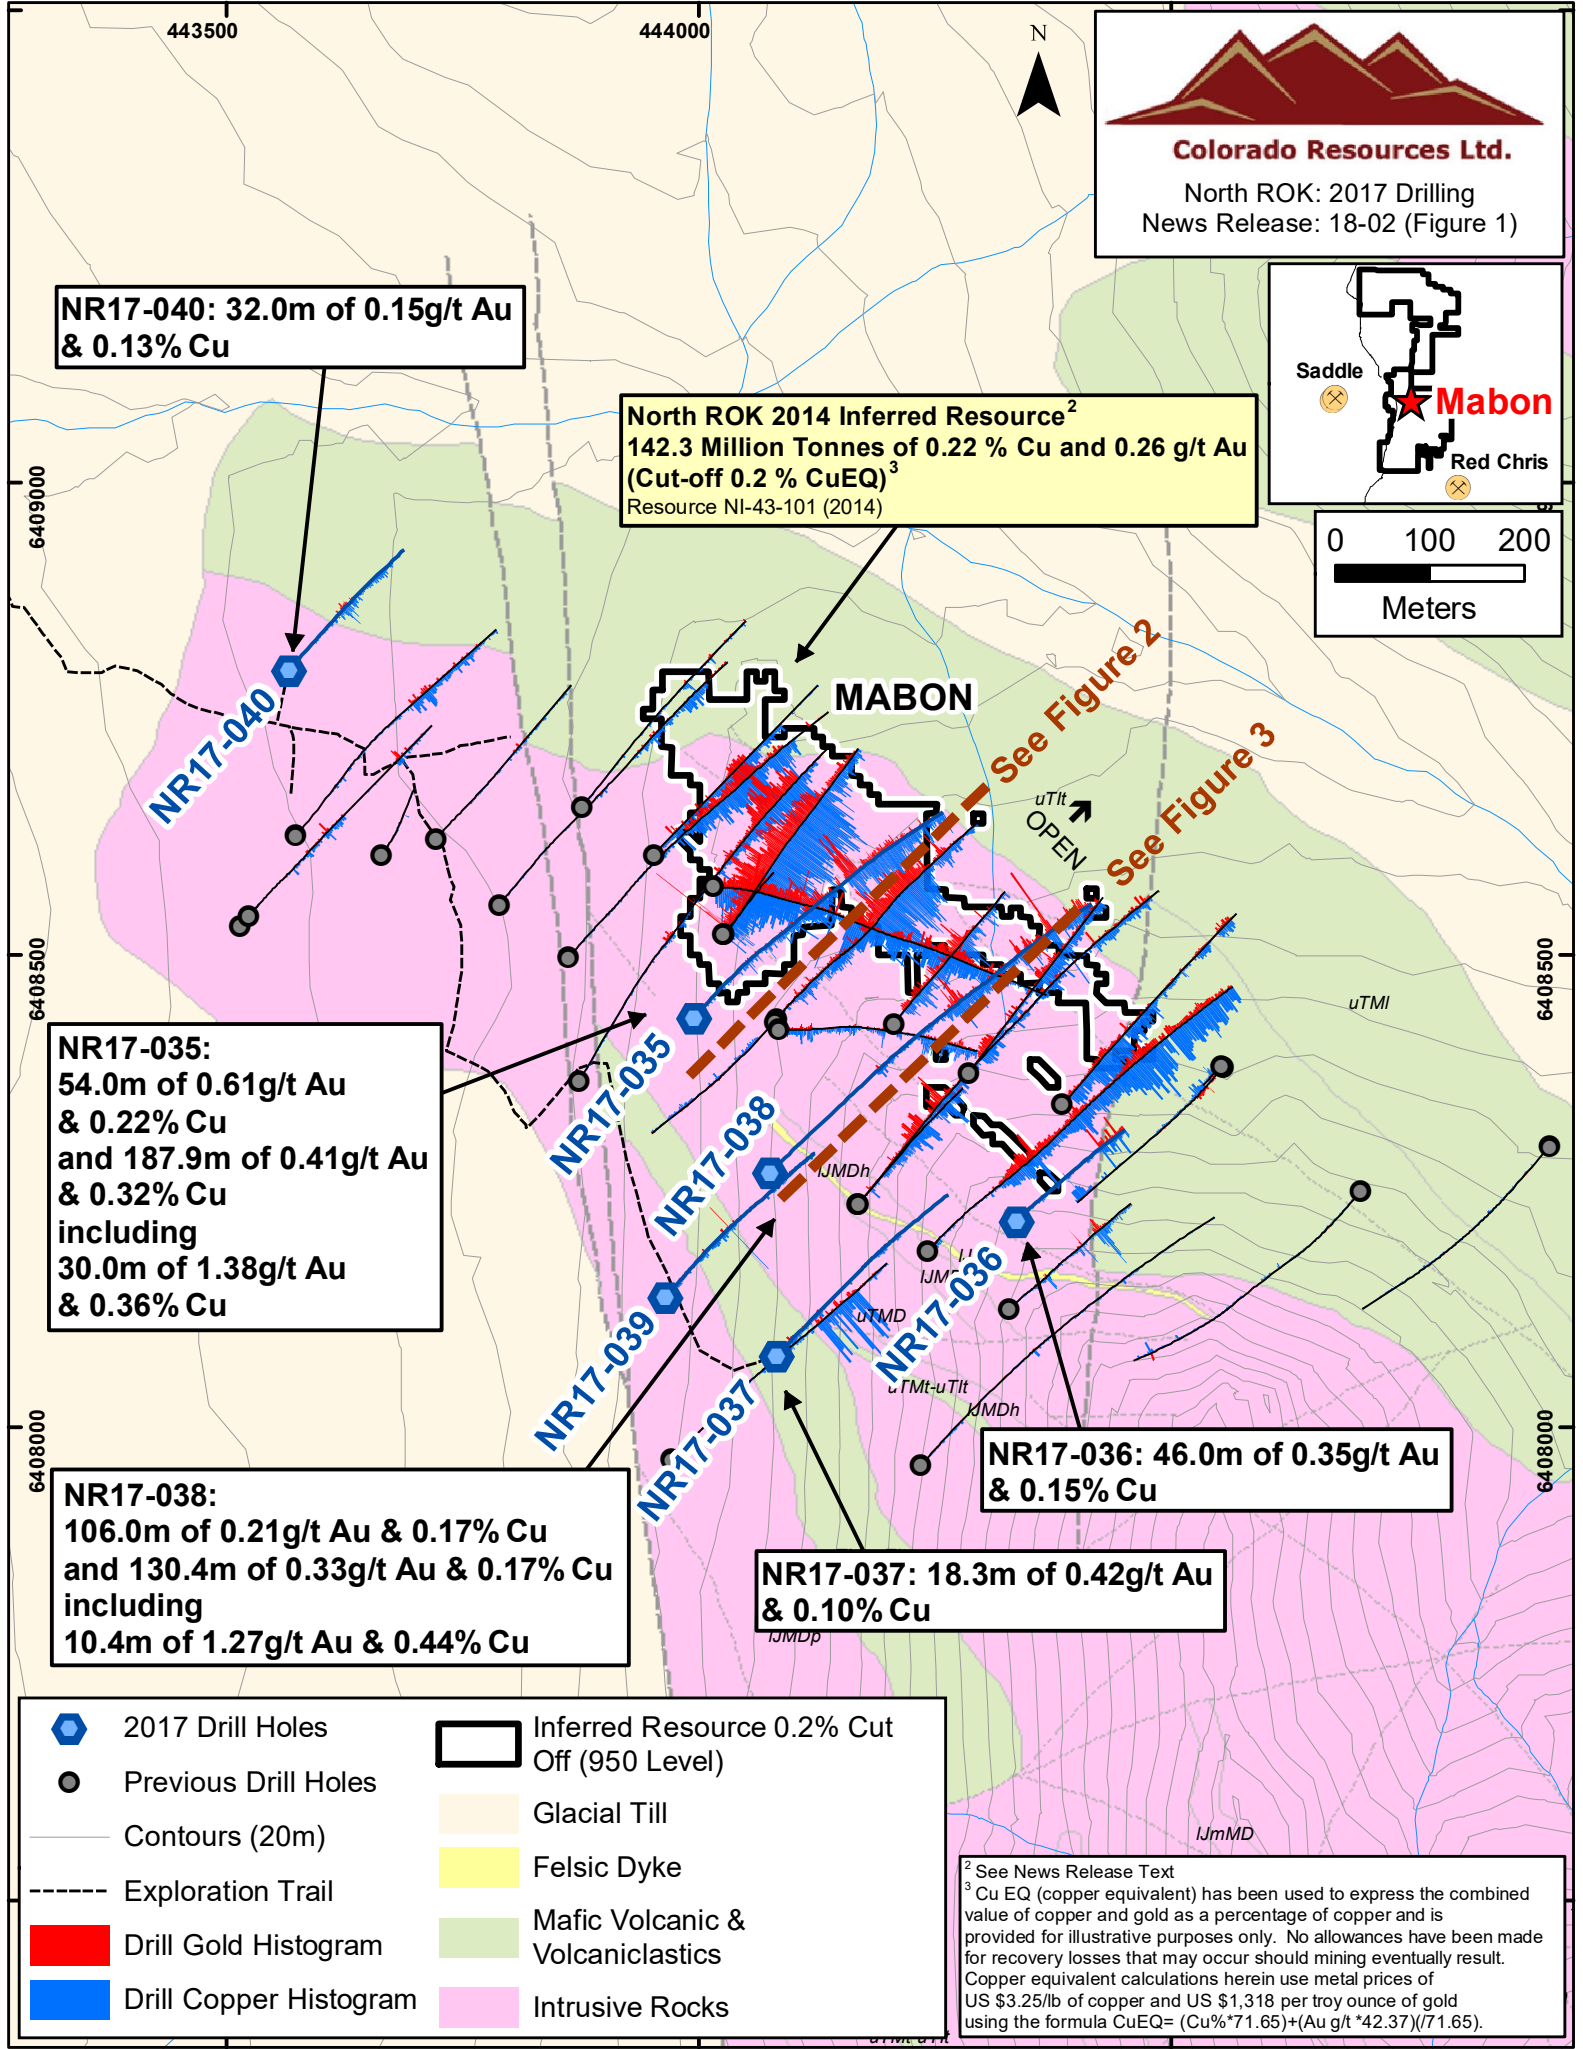 443500
444000
N
Colorado Resources Ltd.
North ROK: 2017 Drilling
News Release: 18-02 (Figure 1)
NR17-040: 32.0m of 0.15g/t Au
& 0.13% Cu
Saddle
Mabon
Red Chris
North ROK 2014 Inferred Resource2
142.3 Million Tonnes of 0.22 % Cu and 0.26 g/t Au
(Cut-off 0.2 % CuEQ)3
Resource NI-43-101 (2014)
0 100 200
Meters
6409000
MABON
See Figure 2
See Figure 3
NR17-040
uTlt
OPEN
6408500
6408500
uTMl
NR17-035:
54.0m of 0.61g/t Au
& 0.22% Cu
and 187.9m of 0.41g/t Au
& 0.32% Cu
including
30.0m of 1.38g/t Au
& 0.36% Cu
NR17-035
NR17-038
lJMDh
NR17-036
NR17-039
uTMD
NR17-037
uTMt-uTlt
lJMDh
6408000
6408000
NR17-036: 46.0m of 0.35g/t Au
& 0.15% Cu
NR17-038:
106.0m of 0.21g/t Au & 0.17% Cu
and 130.4m of 0.33g/t Au & 0.17% Cu
including
10.4m of 1.27g/t Au & 0.44% Cu
NR17-037: 18.3m of 0.42g/t Au
& 0.10% Cu
lJMDp
lJmMD
2017 Drill Holes
Previous Drill Holes
Contours (20m)
Exploration Trail
Drill Gold Histogram
Drill Copper Histogram
Inferred Resource 0.2% Cut
Off (950 Level)
Glacial Till
Felsic Dyke
Mafic Volcanic &
Volcaniclastics
Intrusive Rocks
2 See News Release Text
3 Cu EQ (copper equivalent) has been used to express the combined
value of copper and gold as a percentage of copper and is
provided for illustrative purposes only. No allowances have been made
for recovery losses that may occur should mining eventually result.
Copper equivalent calculations herein use metal prices of
US $3.25/lb of copper and US $1,318 per troy ounce of gold
using the formula CuEQ= (Cu%*71.65)+(Au g/t *42.37)(/71.65).